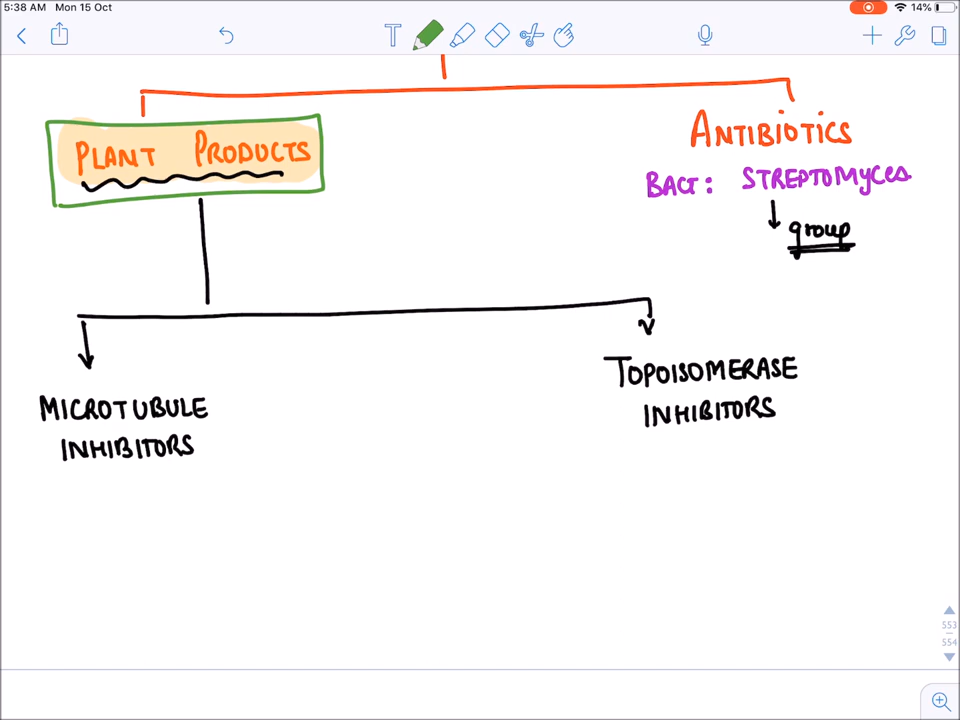 5:38 AM Mon 15 Oct
14%
T
PLANT PRODUCTS
ANTIBIOTICS
BACT: STREPTOMYCES
group
MICROTUBULE
INHIBITORS
TOPOISOMERASE
INHIBITORS
553
554